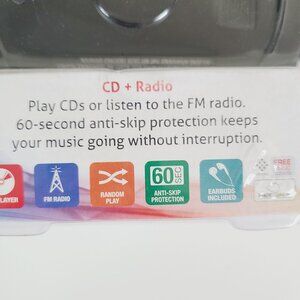 CD + Radio
Play CDs or listen to the FM radio.
60-second anti-skip protection keeps
your music going without interruption.
LAYER
FM RADIO
RANDOM
PLAY
60 SEC
ANTI-SKIP
PROTECTION
EARBUDS
INCLUDED
FREE